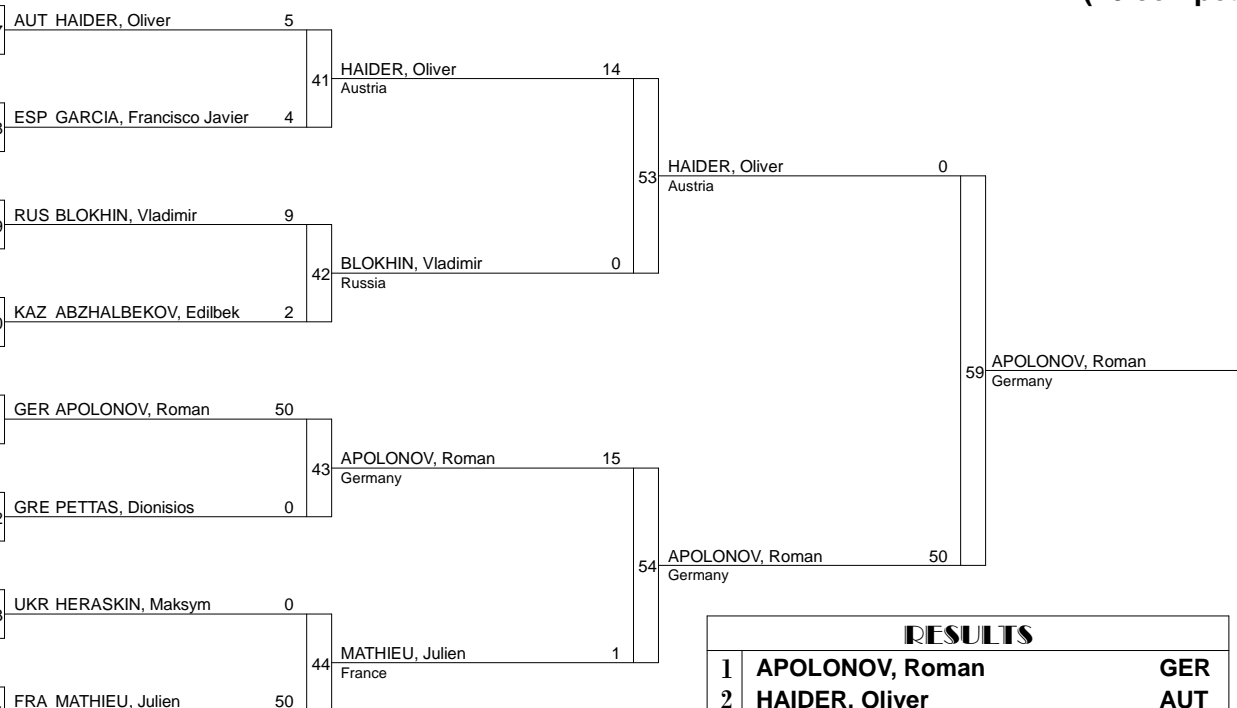 AUT HAIDER, Oliver 5
41
HAIDER, Oliver 14
Austria
ESP GARCIA, Francisco Javier 4
53
HAIDER, Oliver 0
Austria
RUS BLOKHIN, Vladimir 9
42
BLOKHIN, Vladimir 0
Russia
KAZ ABZHALBEKOV, Edilbek 2
59
APOLONOV, Roman
Germany
GER APOLONOV, Roman 50
43
APOLONOV, Roman 15
Germany
GRE PETTAS, Dionisios 0
54
APOLONOV, Roman 50
Germany
UKR HERASKIN, Maksym 0
44
MATHIEU, Julien 1
France
FRA MATHIEU, Julien 50
RESULTS
1 APOLONOV, Roman GER
2 HAIDER, Oliver AUT